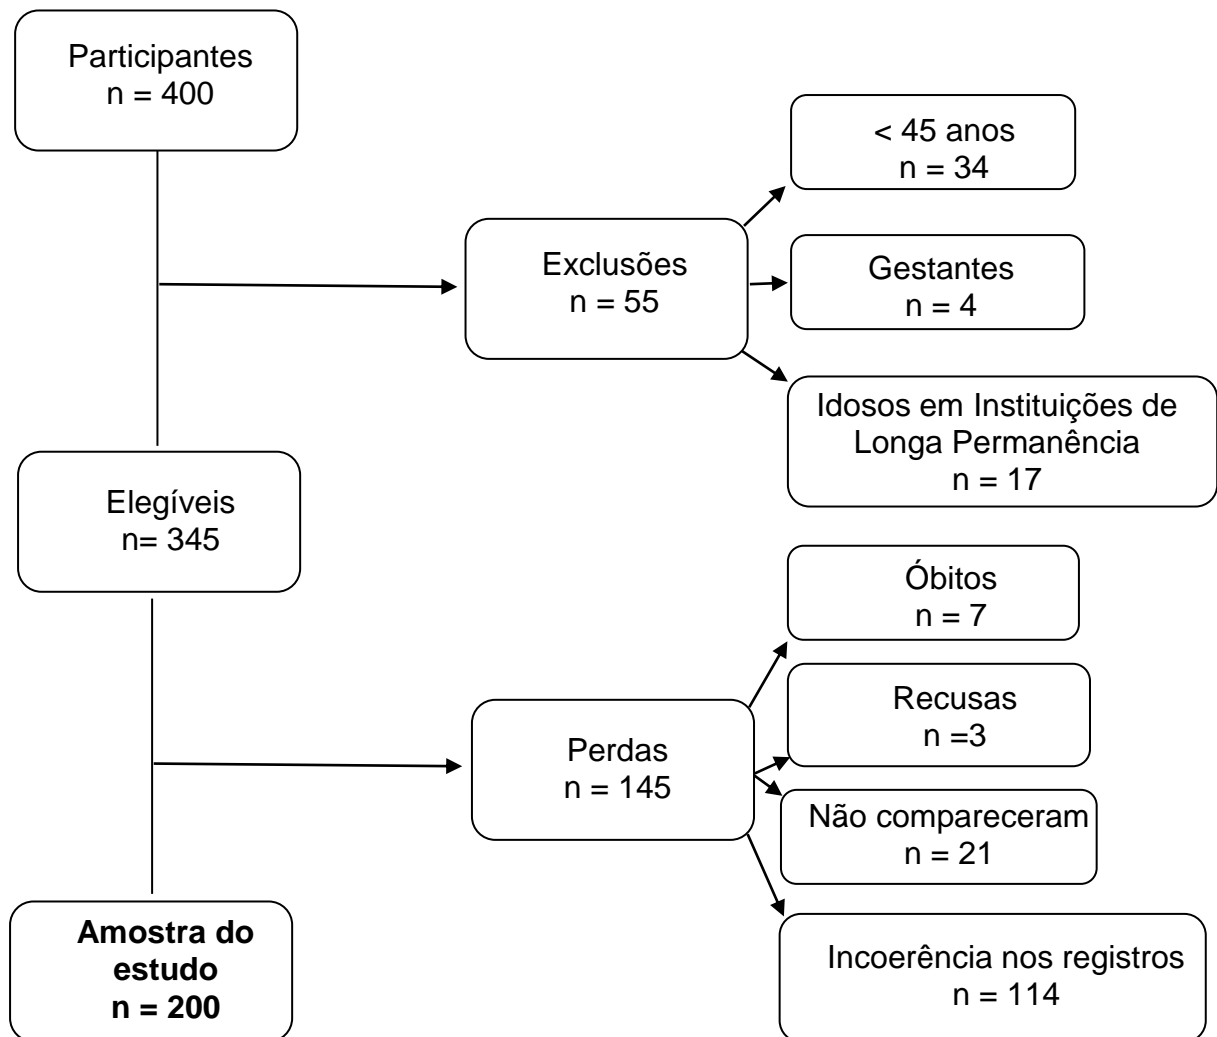 Participantes
n = 400
< 45 anos
n = 34
Exclusões
n = 55
Gestantes
n = 4
Idosos em Instituições de
Longa Permanência
n = 17
Elegíveis
n= 345
Óbitos
n = 7
Recusas
n =3
Perdas
n = 145
Não compareceram
n = 21
Amostra do
estudo
n = 200
Incoerência nos registros
n = 114